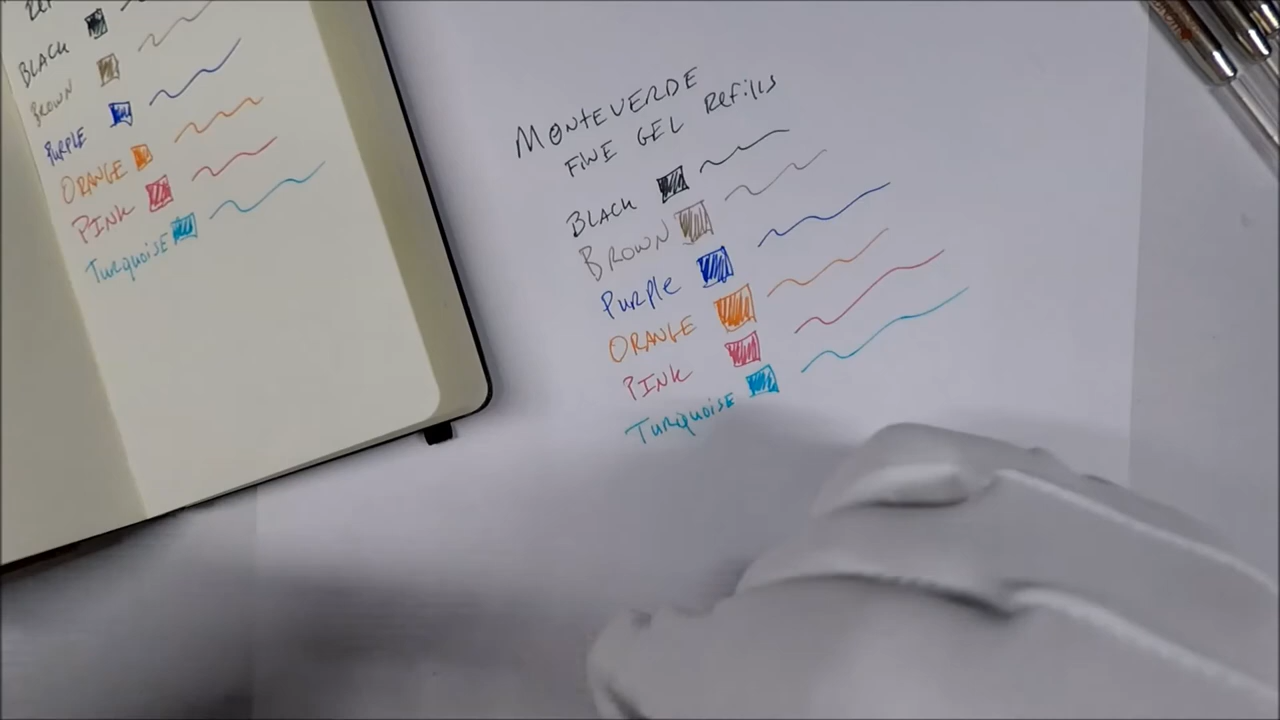 BLACK
BROWN
PURPLE
ORANGE
PINK
Turquoise
MONTEVERDE
FINE GEL Refills
BLACK
BROWN
Purple
ORANGE
PINK
Turquoise